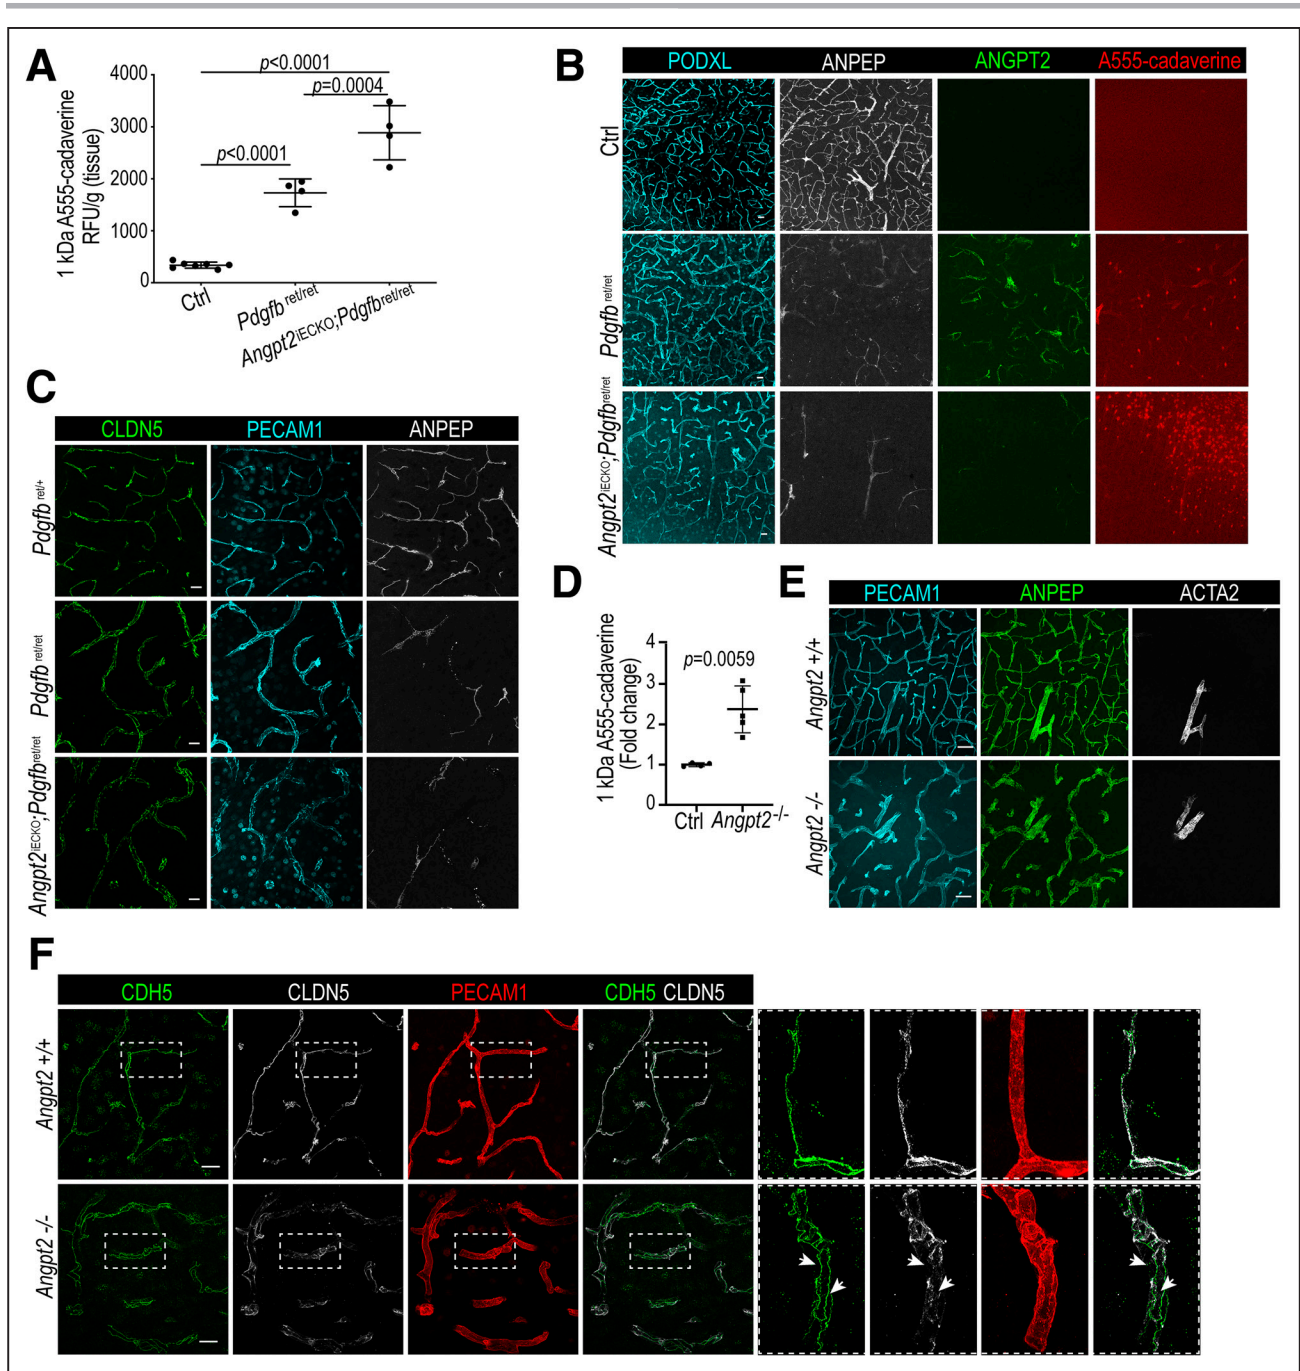 A
4000
3000
2000
1000
0
1 kDa A555-cadaverine
RFU/g (tissue)
p<0.0001
p=0.0004
p<0.0001
Ctrl
Pdgfb ret/ret
Angpt2iECKO;Pdgfbret/ret
B
PODXL ANPEP ANGPT2 A555-cadaverine
Ctrl
Pdgfb ret/ret
Angpt2iECKO;Pdgfbret/ret
C
CLDN5 PECAM1 ANPEP
Pdgfb ret/+
Pdgfb ret/ret
Angpt2iECKO;Pdgfbret/ret
D
1 kDa A555-cadaverine
(Fold change)
4
3
2
1
0
p=0.0059
Ctrl Angpt2-/-
E
PECAM1 ANPEP ACTA2
Angpt2 +/+
Angpt2 -/-
F
CDH5 CLDN5 PECAM1 CDH5 CLDN5
Angpt2 +/+
Angpt2 -/-